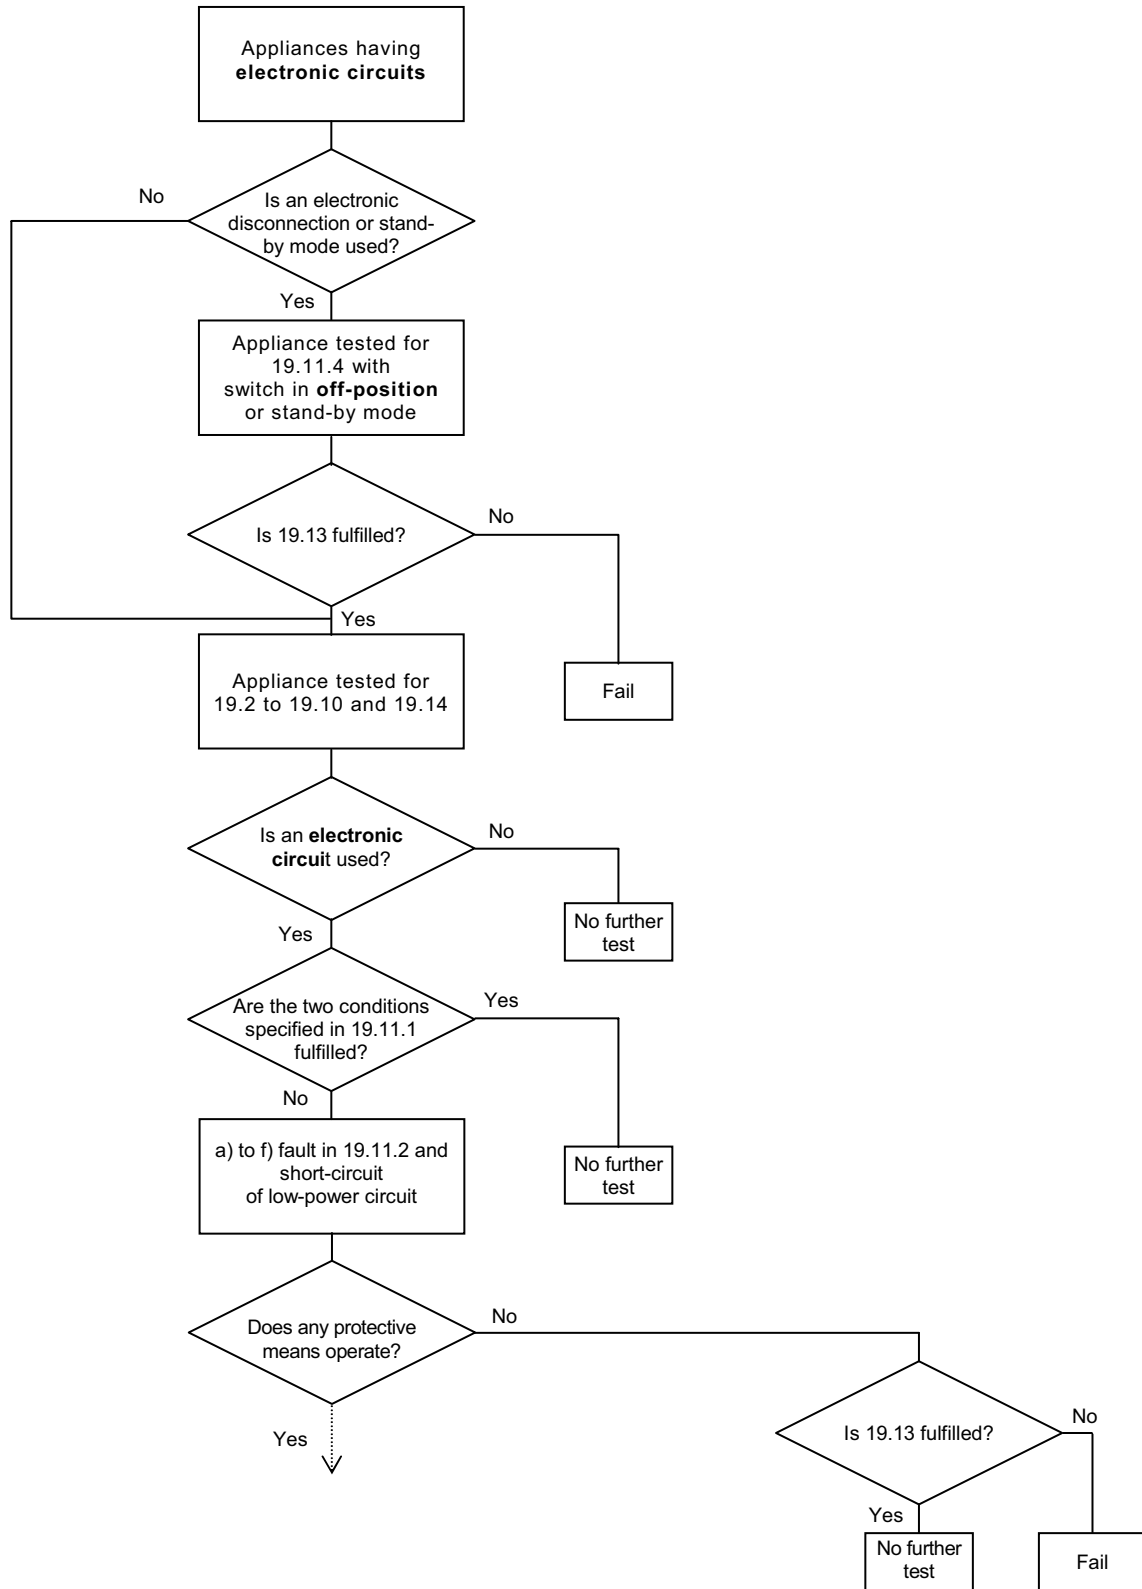 Appliances having
electronic circuits
No
Is an electronic
disconnection or stand-
by mode used?
Yes
Appliance tested for
19.11.4 with
switch in off-position
or stand-by mode
No
Is 19.13 fulfilled?
Yes
Appliance tested for
19.2 to 19.10 and 19.14
Fail
Is an electronic
circuit used?
No
No further
test
Yes
Are the two conditions
specified in 19.11.1
fulfilled?
Yes
No
a) to f) fault in 19.11.2 and
short-circuit
of low-power circuit
No further
test
No
Does any protective
means operate?
Yes
Is 19.13 fulfilled?
No
Yes
No further
test
Fail